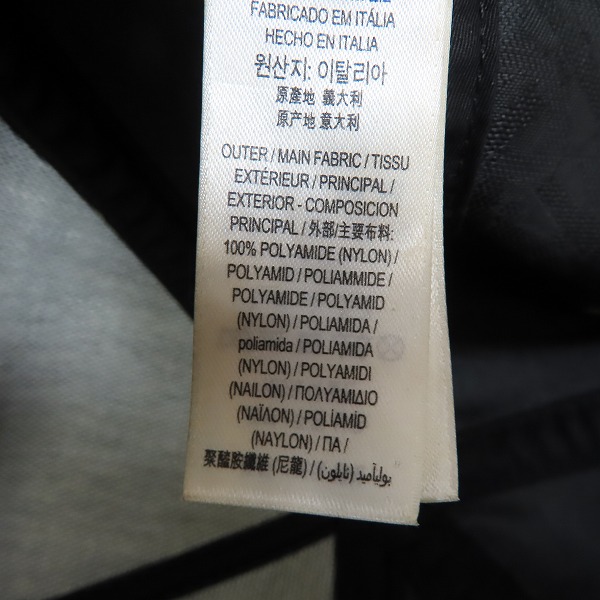 FABRICADO EM ITÁLIA
HECHO EN ITALIA
원산지: 이탈리아
原產地 義大利
原产地 意大利
OUTER / MAIN FABRIC / TISSU
EXTÉRIEUR / PRINCIPAL /
EXTERIOR - COMPOSICION
PRINCIPAL / 外部/主要布料:
100% POLYAMIDE (NYLON) /
POLYAMID / POLIAMMIDE /
POLYAMIDE / POLYAMID
(NYLON) / POLIAMIDA /
poliamida / POLIAMIDA
(NYLON) / POLYAMIDI
(NAILON) / ΠΟΛΥΑΜΙΔΙΟ
(ΝΑΪΛΟΝ) / POLÍAMID
(NAYLON) / ПА /
聚醯胺纖維 (尼龍) / بولیآمید (نايلون)